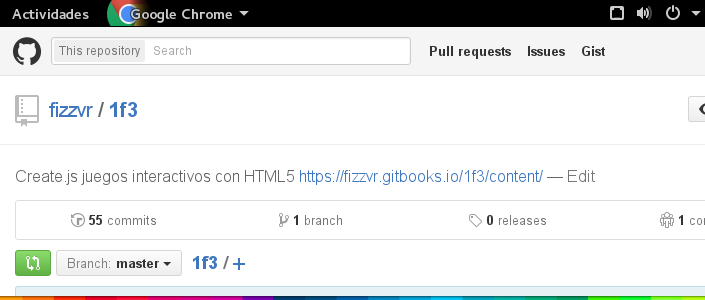 Actividades Google Chrome
This repository Search Pull requests Issues Gist
fizzvr / 1f3
Create.js juegos interactivos con HTML5 https://fizzvr.gitbooks.io/1f3/content/ — Edit
55 commits 1 branch 0 releases 1 co
Branch: master 1f3 / +